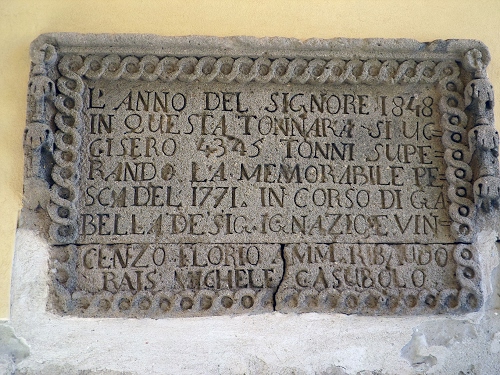 L'ANNO DEL SIGNORE 1848
IN QUESTA TONNARA SI UC=
CISERO 4345 TONNI SUPE=
RANDO LA MEMORABILE PE=
SCA DEL 1771. IN CORSO DI GA
BELLA DE' SIG. IGNAZIO E VIN=
CENZO FLORIO AMM. RIBAUDO
RAIS MICHELE CASUBOLO